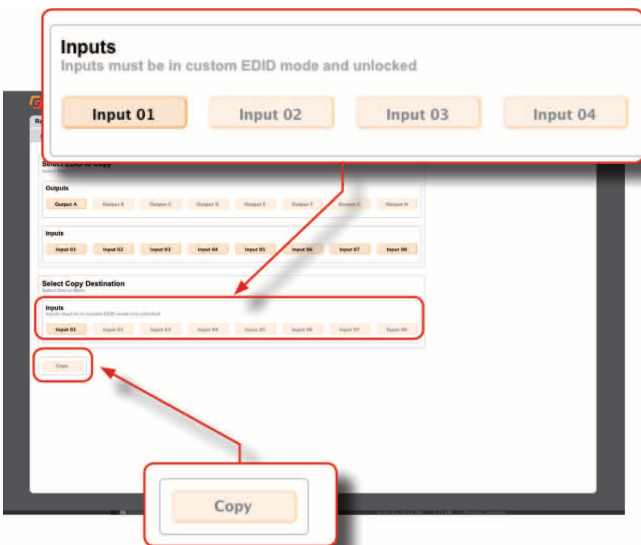 Inputs
Inputs must be in custom EDID mode and unlocked
Input 01 Input 02 Input 03 Input 04
Select EDID to Copy
Outputs
Output A Output B Output C Output D Output E Output F Output G Output H
Inputs
Input 01 Input 02 Input 03 Input 04 Input 05 Input 06 Input 07 Input 08
Select Copy Destination
Select One or More
Inputs
Inputs must be in custom EDID mode and unlocked
Input 01 Input 02 Input 03 Input 04 Input 05 Input 06 Input 07 Input 08
Copy
Copy